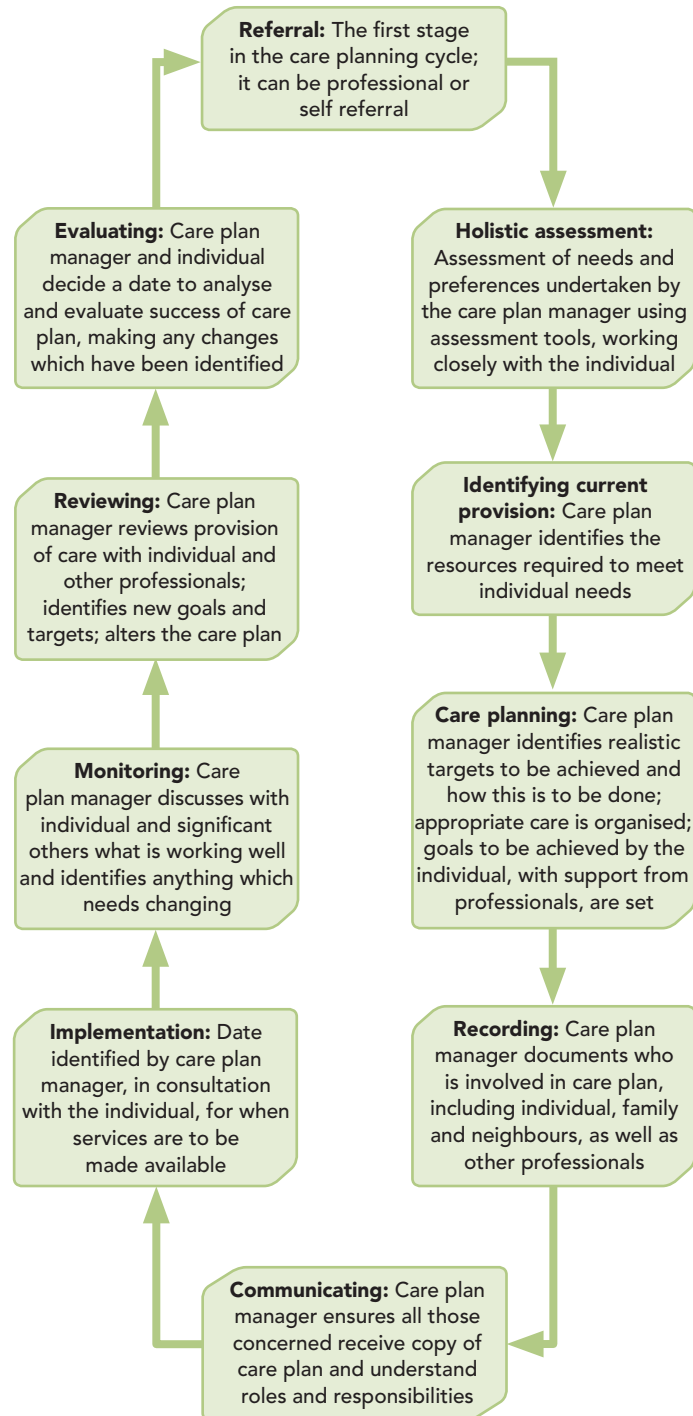 Referral: The first stage
in the care planning cycle;
it can be professional or
self referral
Holistic assessment:
Assessment of needs and
preferences undertaken by
the care plan manager using
assessment tools, working
closely with the individual
Identifying current
provision: Care plan
manager identifies the
resources required to meet
individual needs
Care planning: Care plan
manager identifies realistic
targets to be achieved and
how this is to be done;
appropriate care is organised;
goals to be achieved by the
individual, with support from
professionals, are set
Recording: Care plan
manager documents who
is involved in care plan,
including individual, family
and neighbours, as well as
other professionals
Communicating: Care plan
manager ensures all those
concerned receive copy of
care plan and understand
roles and responsibilities
Implementation: Date
identified by care plan
manager, in consultation
with the individual, for when
services are to be
made available
Monitoring: Care
plan manager discusses with
individual and significant
others what is working well
and identifies anything which
needs changing
Reviewing: Care plan
manager reviews provision
of care with individual and
other professionals;
identifies new goals and
targets; alters the care plan
Evaluating: Care plan
manager and individual
decide a date to analyse
and evaluate success of care
plan, making any changes
which have been identified